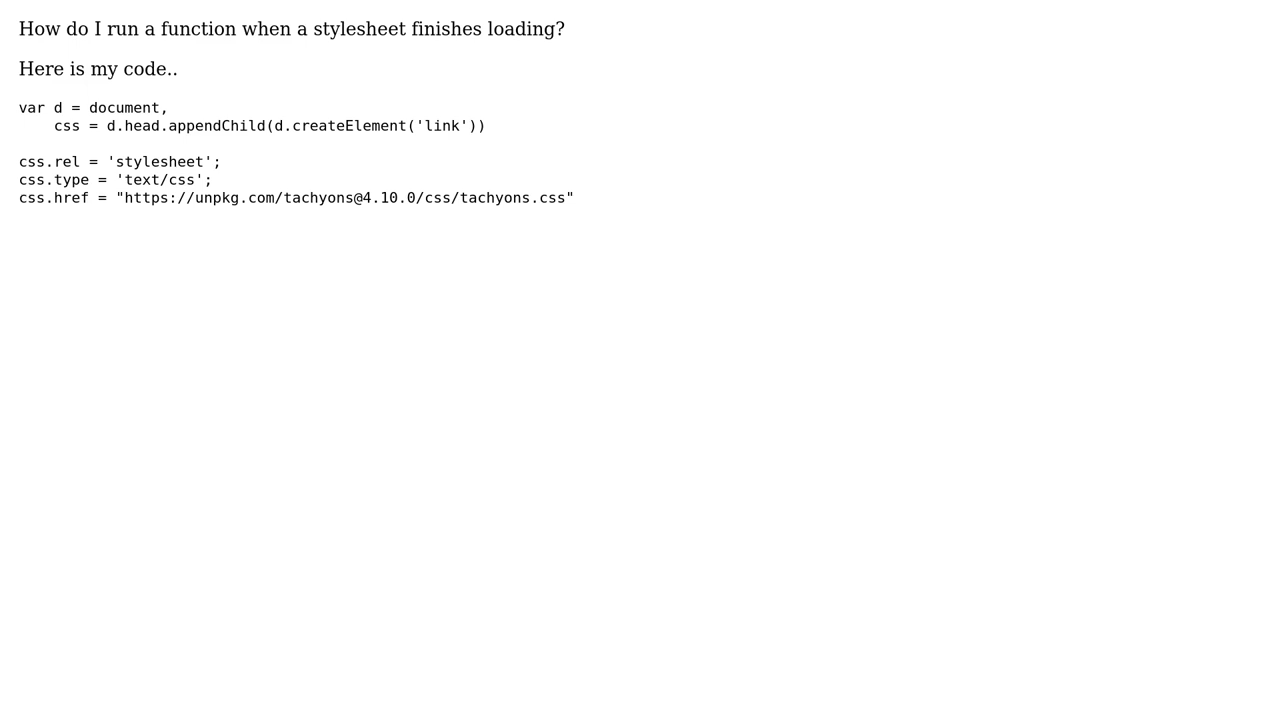 How do I run a function when a stylesheet finishes loading?
Here is my code..
var d = document,
    css = d.head.appendChild(d.createElement('link'))
css.rel = 'stylesheet';
css.type = 'text/css';
css.href = "https://unpkg.com/tachyons@4.10.0/css/tachyons.css"